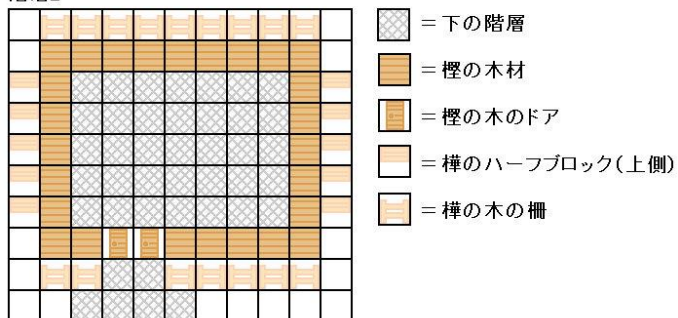 =下の階層
=樫の木材
=樫の木のドア
=樺のハーフブロック(上側)
=樺の木の柵